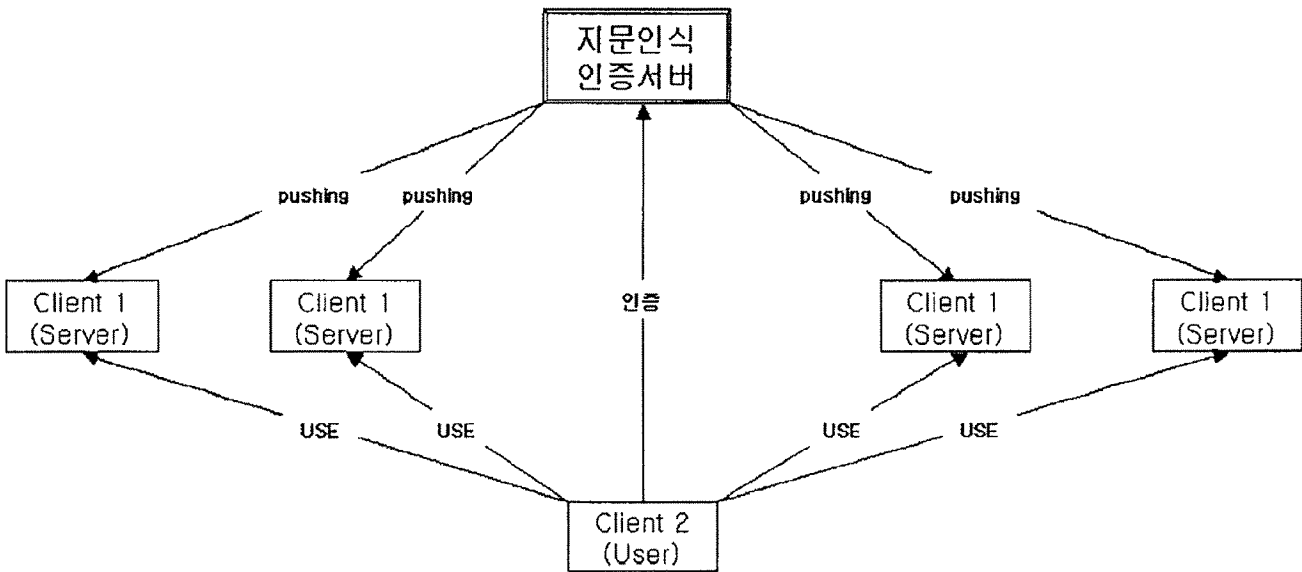 지문인식
인증서버
pushing
pushing
pushing
pushing
Client 1
(Server)
Client 1
(Server)
인증
Client 1
(Server)
Client 1
(Server)
USE
USE
USE
USE
Client 2
(User)